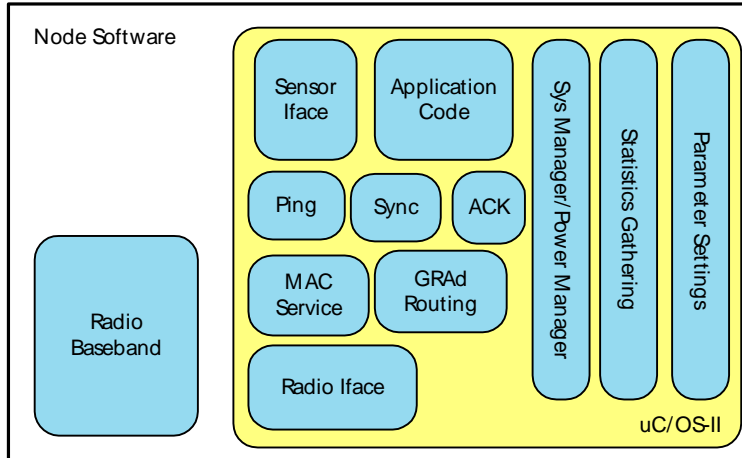 Node Software
Sensor
Iface
Application
Code
Ping
Sync
ACK
MAC
Service
GRAd
Routing
Radio Iface
Radio
Baseband
Sys Manager/Power Manager
Statistics Gathering
Parameter Settings
uC/OS-II